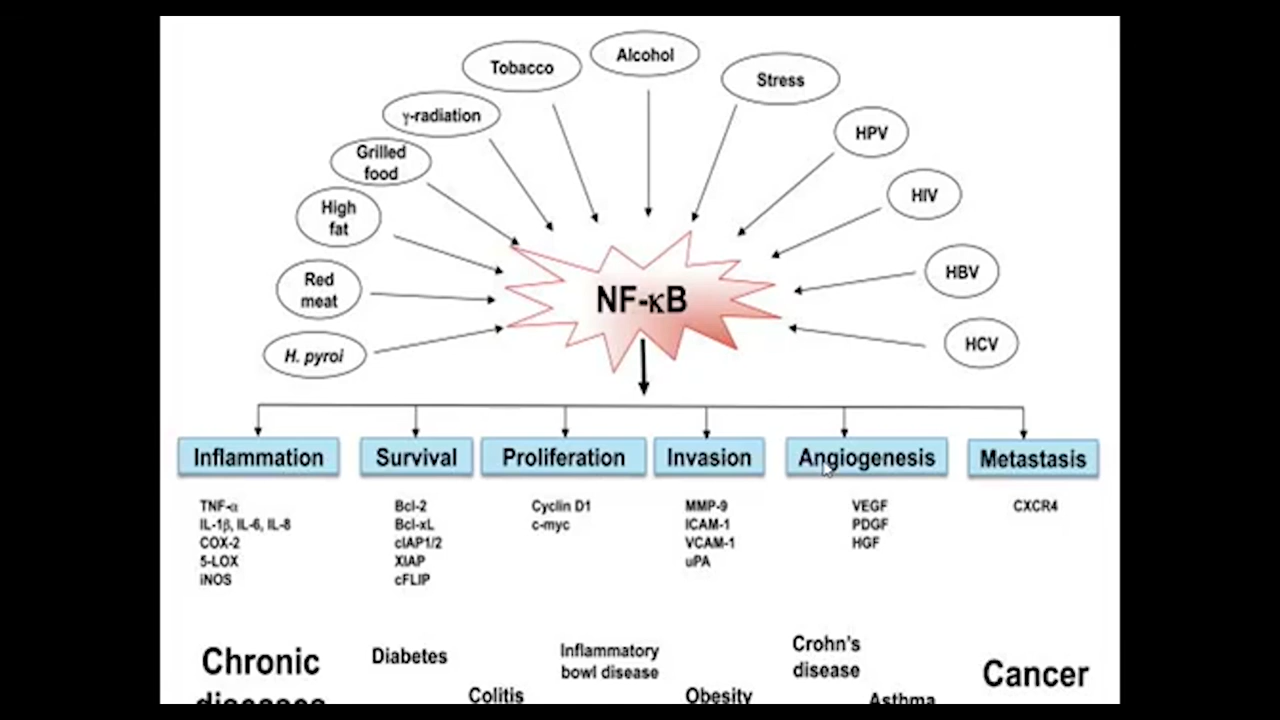 Alcohol
Tobacco
Stress
γ-radiation
HPV
Grilled
food
HIV
High
fat
HBV
Red
meat
NF-κB
HCV
H. pyroi
Inflammation
Survival
Proliferation
Invasion
Angiogenesis
Metastasis
TNF-α
IL-1β, IL-6, IL-8
COX-2
5-LOX
iNOS
Bcl-2
Bcl-xL
cIAP1/2
XIAP
cFLIP
Cyclin D1
c-myc
MMP-9
ICAM-1
VCAM-1
uPA
VEGF
PDGF
HGF
CXCR4
Chronic
diseases
Diabetes
Colitis
Inflammatory
bowl disease
Obesity
Crohn's
disease
Asthma
Cancer